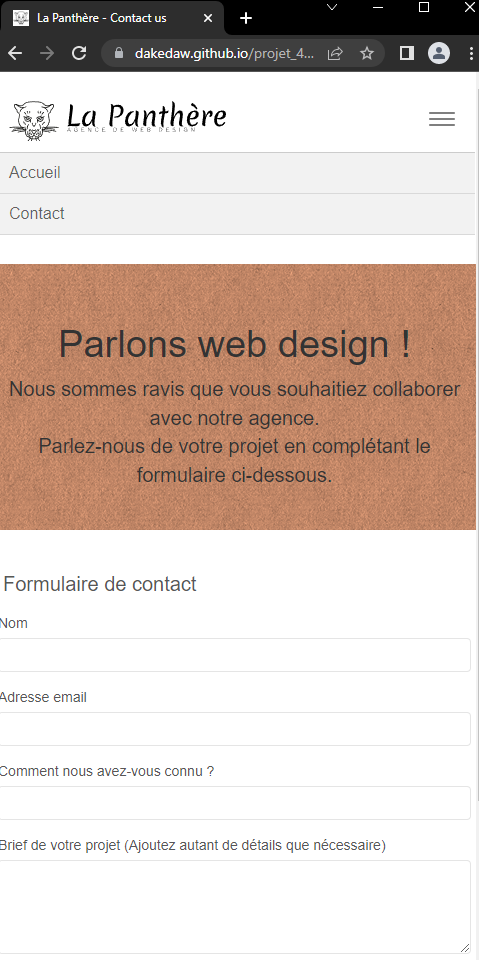 La Panthère - Contact us
dakedaw.github.io/projet_4...
La Panthère
AGENCE DE WEB DESIGN
Accueil
Contact
Parlons web design !
Nous sommes ravis que vous souhaitiez collaborer
avec notre agence.
Parlez-nous de votre projet en complétant le
formulaire ci-dessous.
Formulaire de contact
Nom
Adresse email
Comment nous avez-vous connu ?
Brief de votre projet (Ajoutez autant de détails que nécessaire)